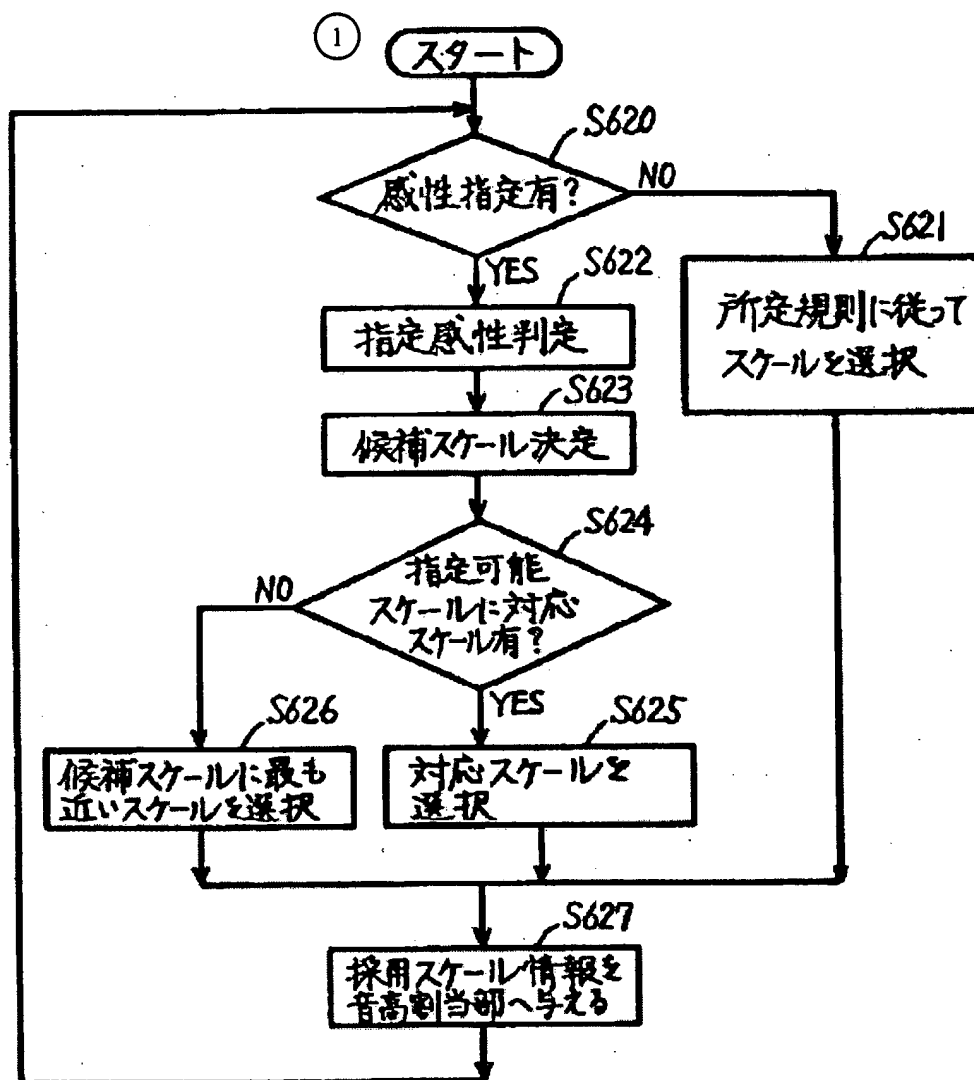 1
スタート
S620
感性指定有?
NO
YES
S621
所定規則に従って
スケールを選択
S622
指定感性判定
S623
候補スケール決定
S624
指定可能
スケールに対応
スケール有?
NO
YES
S626
候補スケールに最も
近いスケールを選択
S625
対応スケールを
選択
S627
採用スケール情報を
音高割当部へ与える